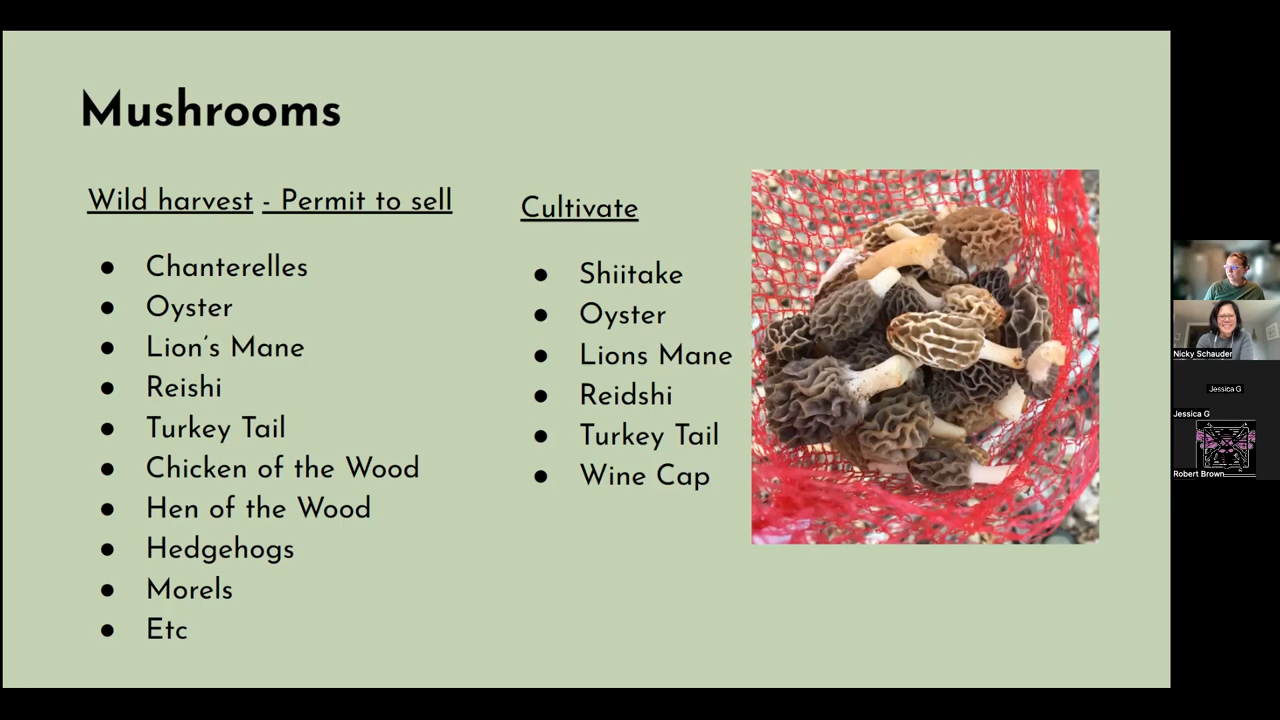 Mushrooms
Wild harvest - Permit to sell
● Chanterelles
● Oyster
● Lion’s Mane
● Reishi
● Turkey Tail
● Chicken of the Wood
● Hen of the Wood
● Hedgehogs
● Morels
● Etc
Cultivate
● Shiitake
● Oyster
● Lions Mane
● Reidshi
● Turkey Tail
● Wine Cap
Nicky Schauder
Jessica G
Jessica G
Robert Brown